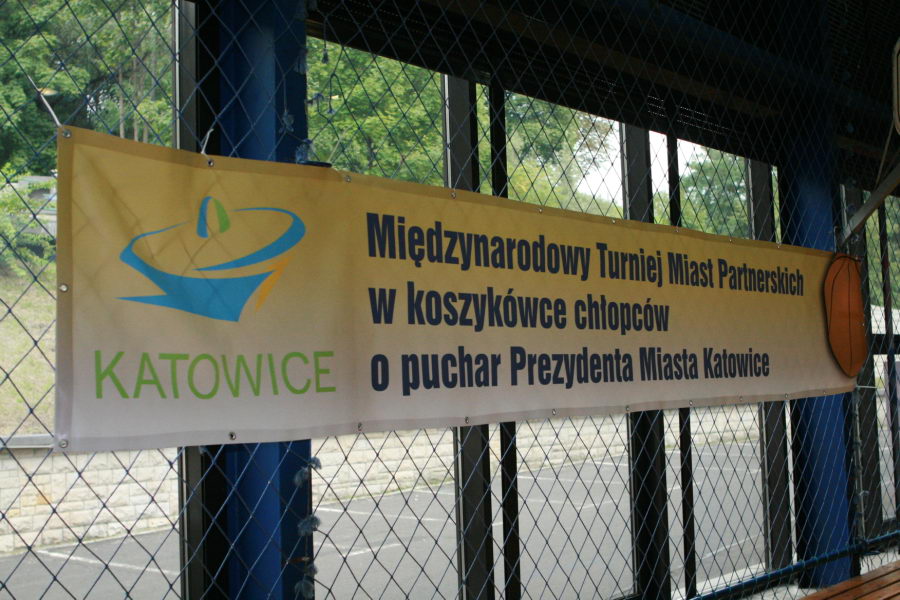 KATOWICE
Międzynarodowy Turniej Miast Partnerskich
w koszykówce chłopców
o puchar Prezydenta Miasta Katowice